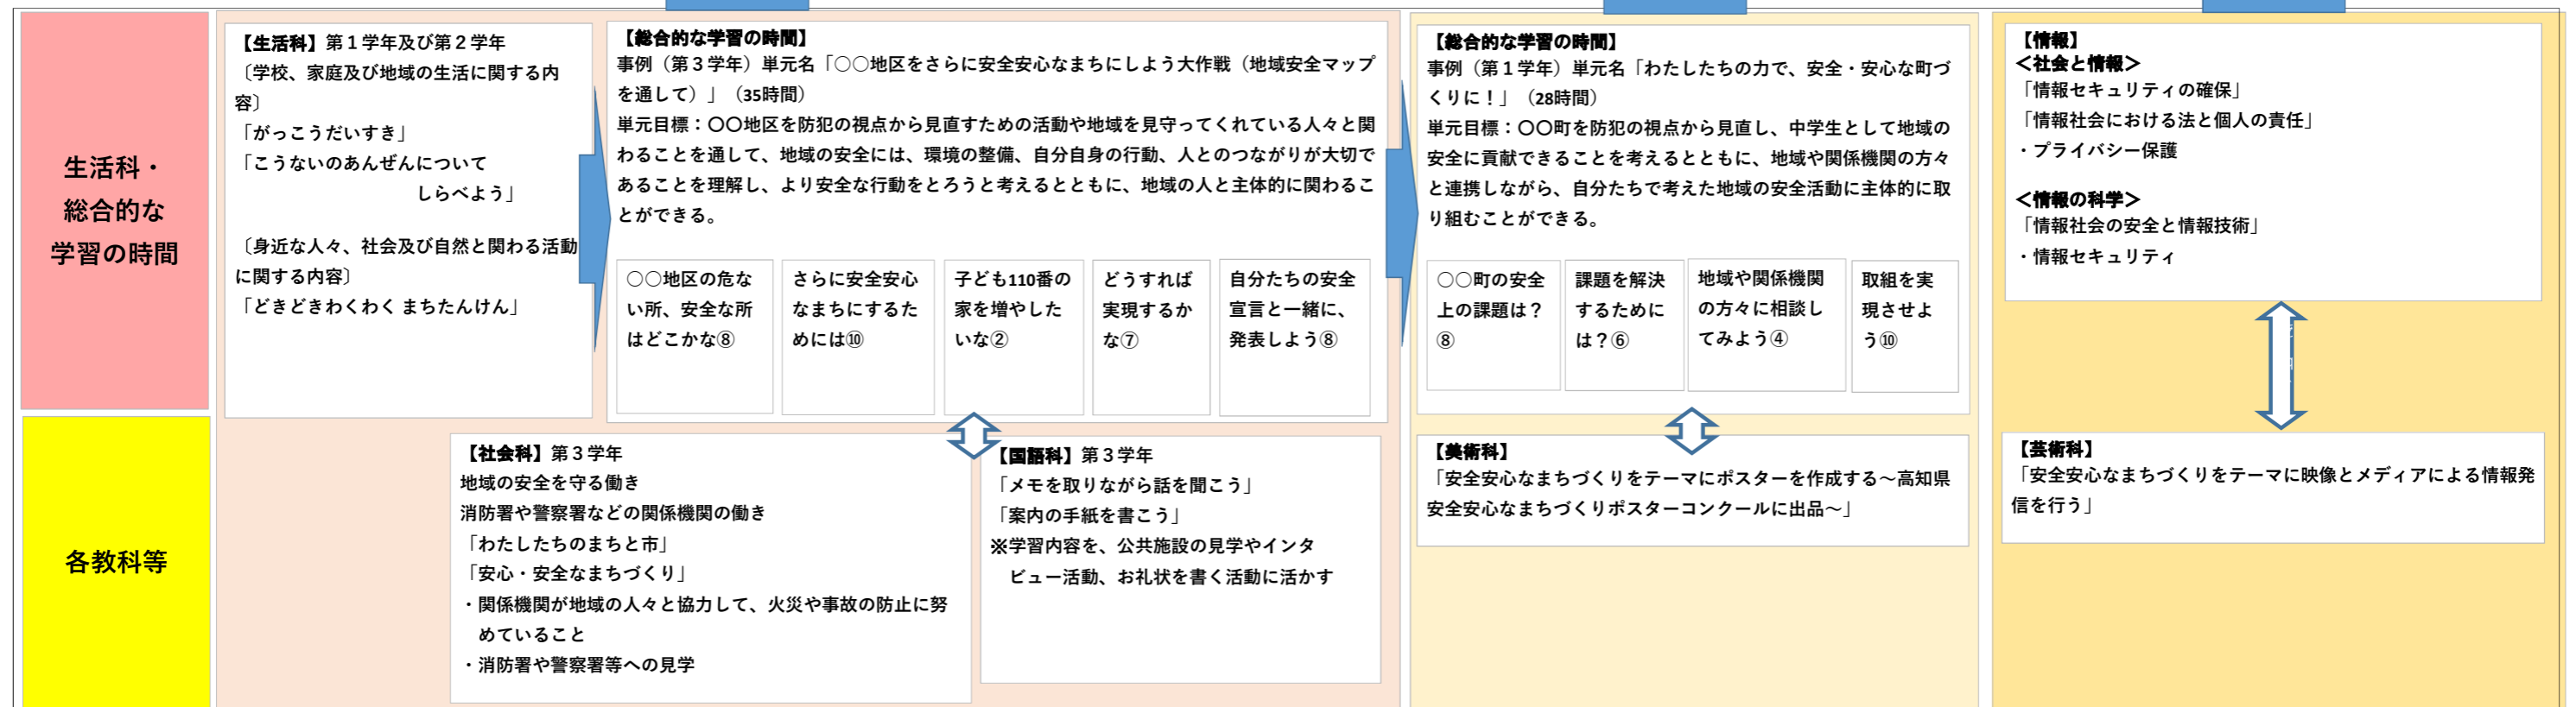 生活科・
総合的な
学習の時間
【生活科】第１学年及び第２学年
〔学校、家庭及び地域の生活に関する内
容〕
「がっこうだいすき」
「こうないのあんぜんについて
しらべよう」
〔身近な人々、社会及び自然と関わる活動
に関する内容〕
「どきどきわくわく まちたんけん」
【総合的な学習の時間】
事例（第３学年）単元名「○○地区をさらに安全安心なまちにしよう大作戦（地域安全マップ
を通して）」（35時間）
単元目標：〇〇地区を防犯の視点から見直すための活動や地域を見守ってくれている人々と関
わることを通して、地域の安全には、環境の整備、自分自身の行動、人とのつながりが大切で
あることを理解し、より安全な行動をとろうと考えるとともに、地域の人と主体的に関わるこ
とができる。
○○地区の危な
い所、安全な所
はどこかな⑧
さらに安全安心
なまちにするた
めには⑩
子ども110番の
家を増やした
いな②
どうすれば
実現するか
な⑦
自分たちの安全
宣言と一緒に、
発表しよう⑧
【総合的な学習の時間】
事例（第１学年）単元名「わたしたちの力で、安全・安心な町づ
くりに！」（28時間）
単元目標：〇〇町を防犯の視点から見直し、中学生として地域の
安全に貢献できることを考えるとともに、地域や関係機関の方々
と連携しながら、自分たちで考えた地域の安全活動に主体的に取
り組むことができる。
○○町の安全
上の課題は？
⑧
課題を解決
するために
は？⑥
地域や関係機関
の方々に相談し
てみよう④
取組を実
現させよ
う⑩
【情報】
＜社会と情報＞
「情報セキュリティの確保」
「情報社会における法と個人の責任」
・プライバシー保護
＜情報の科学＞
「情報社会の安全と情報技術」
・情報セキュリティ
各教科等
【社会科】第３学年
地域の安全を守る働き
消防署や警察署などの関係機関の働き
「わたしたちのまちと市」
「安心・安全なまちづくり」
・関係機関が地域の人々と協力して、火災や事故の防止に努
めていること
・消防署や警察署等への見学
【国語科】第３学年
「メモを取りながら話を聞こう」
「案内の手紙を書こう」
※学習内容を、公共施設の見学やインタ
ビュー活動、お礼状を書く活動に活かす
【美術科】
「安全安心なまちづくりをテーマにポスターを作成する～高知県
安全安心なまちづくりポスターコンクールに出品～」
【芸術科】
「安全安心なまちづくりをテーマに映像とメディアによる情報発
信を行う」